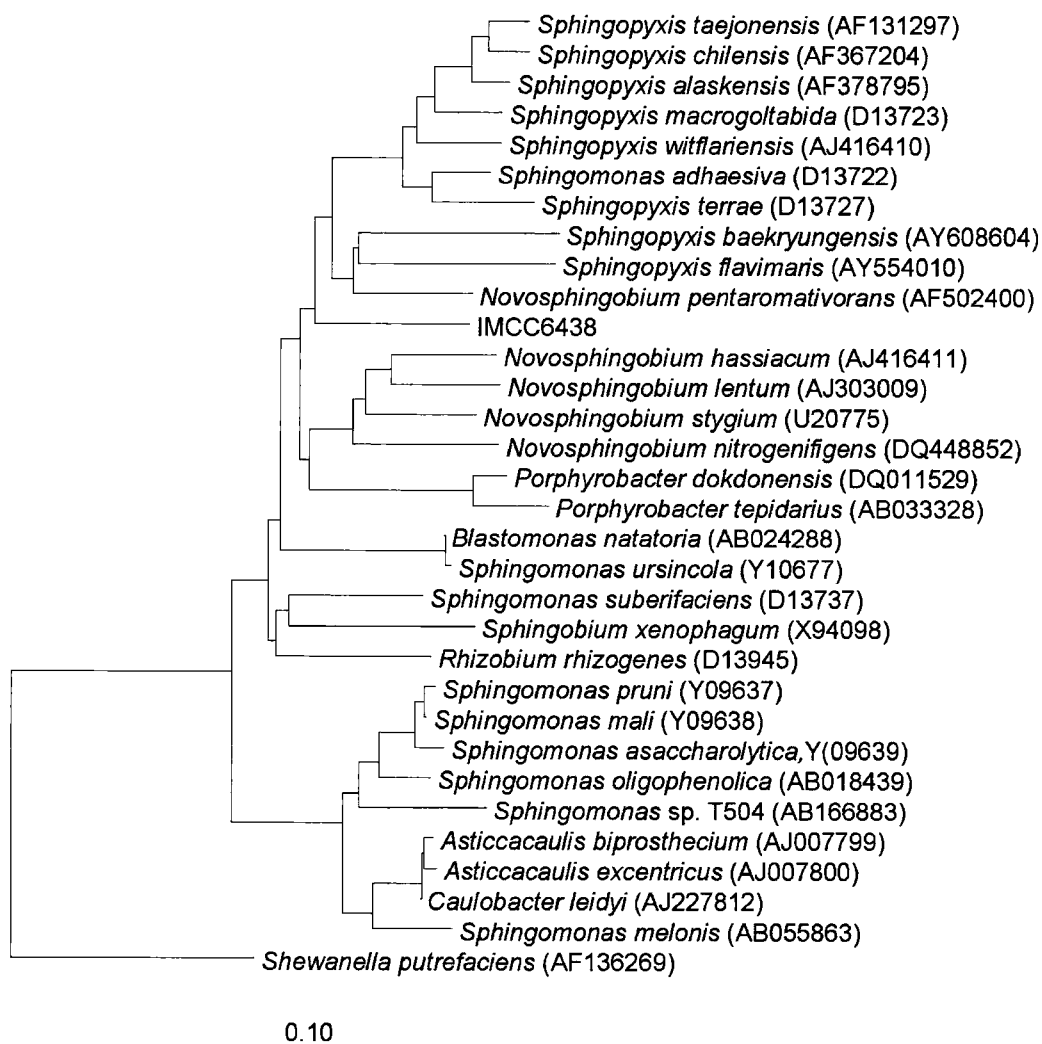 Sphingopyxis taejonensis (AF131297)
Sphingopyxis chilensis (AF367204)
Sphingopyxis alaskensis (AF378795)
Sphingopyxis macrogoltabida (D13723)
Sphingopyxis witflariensis (AJ416410)
Sphingomonas adhaesiva (D13722)
Sphingopyxis terrae (D13727)
Sphingopyxis baekryungensis (AY608604)
Sphingopyxis flavimaris (AY554010)
Novosphingobium pentaromativorans (AF502400)
IMCC6438
Novosphingobium hassiacum (AJ416411)
Novosphingobium lentum (AJ303009)
Novosphingobium stygium (U20775)
Novosphingobium nitrogenifigens (DQ448852)
Porphyrobacter dokdonensis (DQ011529)
Porphyrobacter tepidarius (AB033328)
Blastomonas natatoria (AB024288)
Sphingomonas ursincola (Y10677)
Sphingomonas suberifaciens (D13737)
Sphingobium xenophagum (X94098)
Rhizobium rhizogenes (D13945)
Sphingomonas pruni (Y09637)
Sphingomonas mali (Y09638)
Sphingomonas asaccharolytica,Y(09639)
Sphingomonas oligophenolica (AB018439)
Sphingomonas sp. T504 (AB166883)
Asticcacaulis biprosthecium (AJ007799)
Asticcacaulis excentricus (AJ007800)
Caulobacter leidyi (AJ227812)
Sphingomonas melonis (AB055863)
Shewanella putrefaciens (AF136269)
0.10